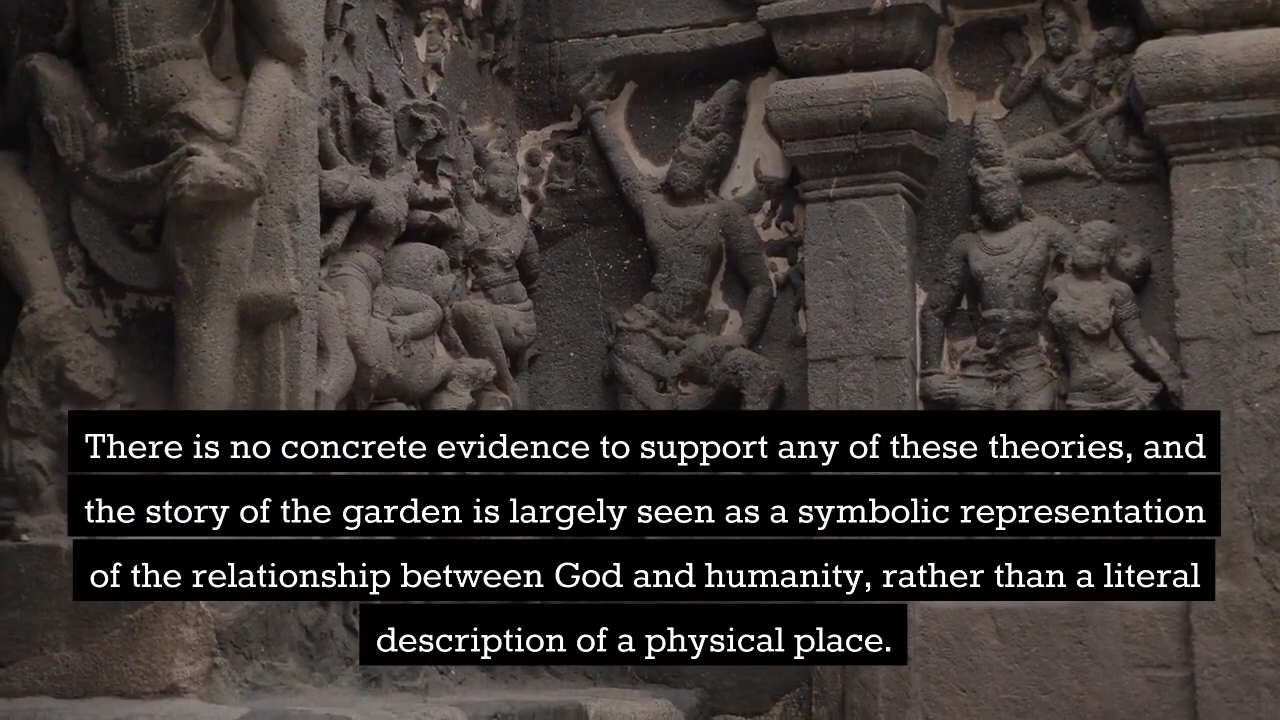 There is no concrete evidence to support any of these theories, and
the story of the garden is largely seen as a symbolic representation
of the relationship between God and humanity, rather than a literal
description of a physical place.